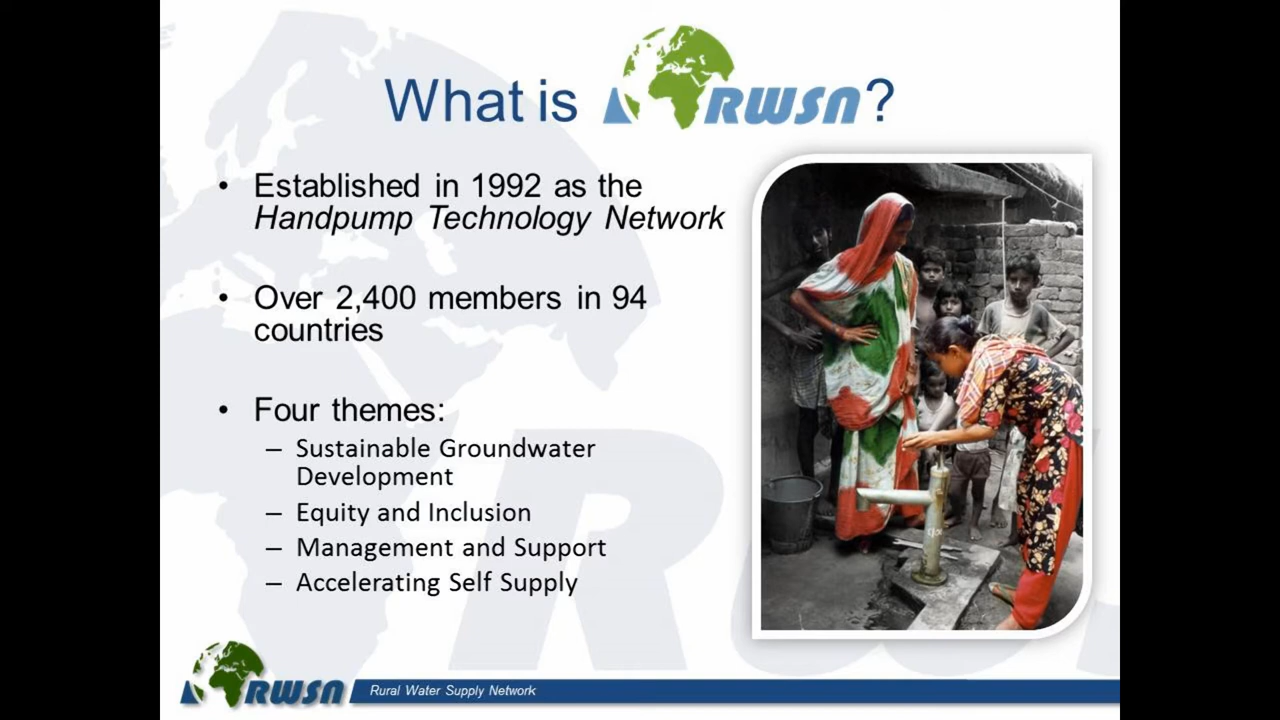 What is RWSN?
• Established in 1992 as the
Handpump Technology Network
• Over 2,400 members in 94
countries
• Four themes:
– Sustainable Groundwater
Development
– Equity and Inclusion
– Management and Support
– Accelerating Self Supply
RWSN Rural Water Supply Network